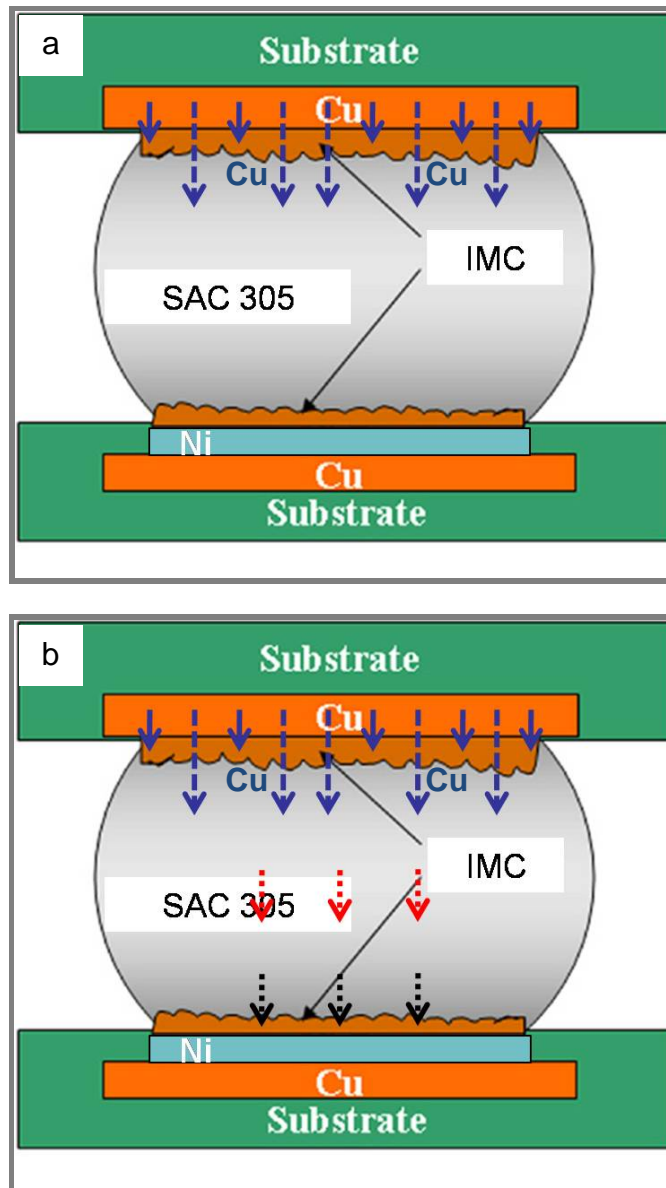 a
Substrate
Cu
Cu Cu
IMC
SAC 305
Ni
Cu
Substrate
b
Substrate
Cu
Cu Cu
IMC
SAC 305
Ni
Cu
Substrate